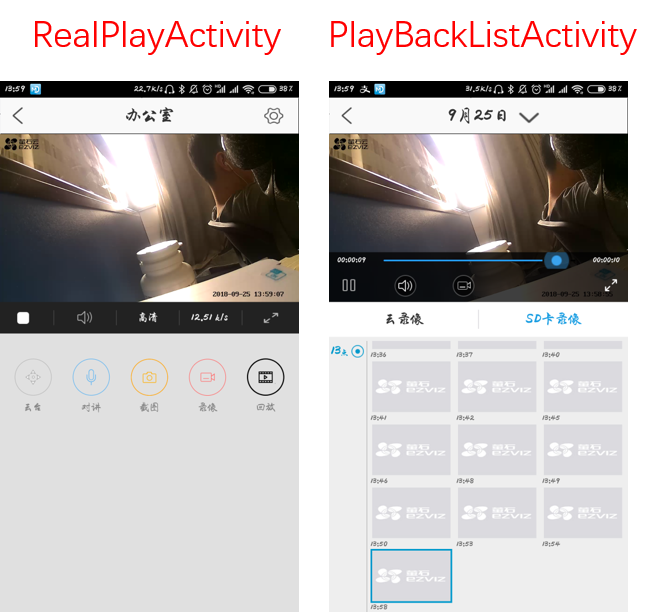 RealPlayActivity
PlayBackListActivity
13:59
22.7k/s
38%
办公室
萤石云
EZVIZ
2018-09-25 13:59:07
高清
12.51 k/s
云台
对讲
截图
录像
回放
13:59
31.5k/s
38%
9月25日
萤石云
EZVIZ
00:00:09
00:00:10
云录像
SD卡录像
13点
13:36
13:37
13:40
萤石
EZVIZ
萤石
EZVIZ
萤石
EZVIZ
13:41
13:42
13:45
萤石
EZVIZ
萤石
EZVIZ
萤石
EZVIZ
13:46
13:48
13:49
萤石
EZVIZ
萤石
EZVIZ
萤石
EZVIZ
13:50
13:53
13:54
萤石
EZVIZ
13:58